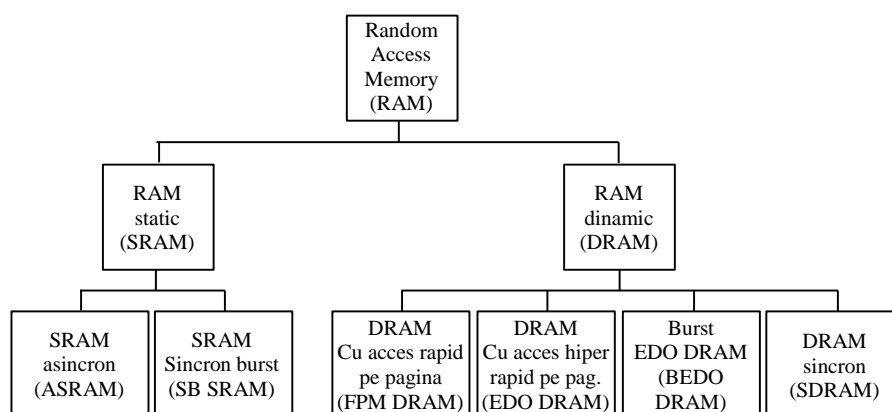 Random
Access
Memory
(RAM)
RAM
static
(SRAM)
RAM
dinamic
(DRAM)
SRAM
asincron
(ASRAM)
SRAM
Sincron burst
(SB SRAM)
DRAM
Cu acces rapid
pe pagina
(FPM DRAM)
DRAM
Cu acces hiper
rapid pe pag.
(EDO DRAM)
Burst
EDO DRAM
(BEDO
DRAM)
DRAM
sincron
(SDRAM)